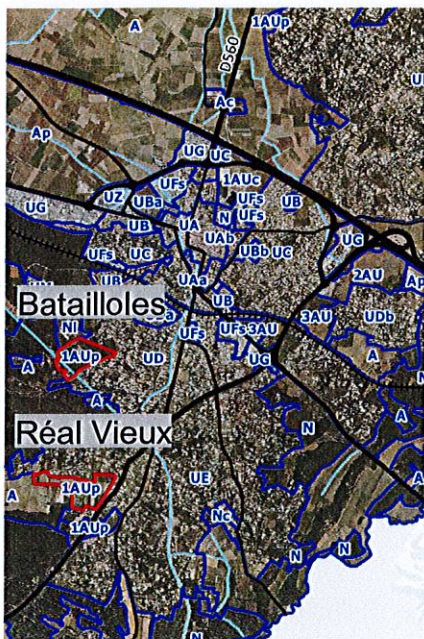 A
1AUp
D560
Ac
Ap
UG
UC
UFs
1AUc
UZ
UBa
UFs
UB
N
UFs
UG
UB
UA
UAb
UG
UFs
UC
UBb
UC
UAa
2AU
Ap
UB
UB
UDb
Batailloles
UFs
UFs
3AU
3AU
NI
1AUp
UD
UG
A
A
A
N
A
Réal Vieux
N
A
1AUp
UE
A
1AUp
Nc
N
N
N